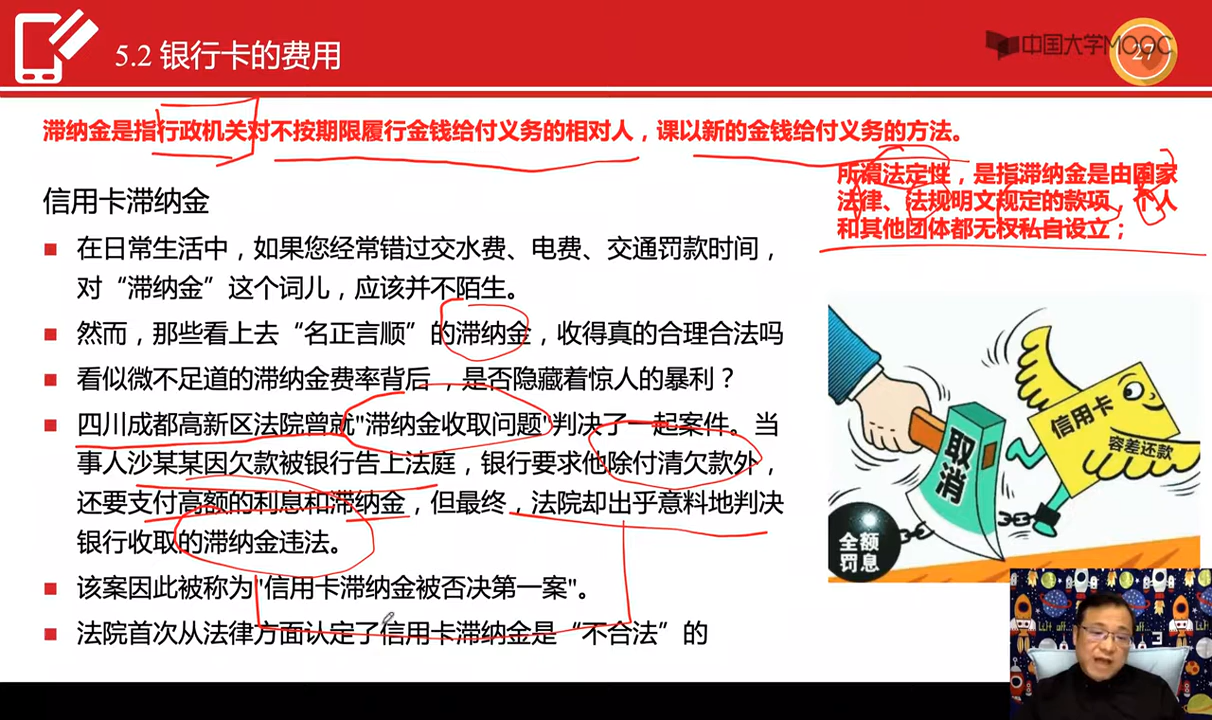 5.2 银行卡的费用
中国大学MOOC
27
滞纳金是指行政机关对不按期限履行金钱给付义务的相对人，课以新的金钱给付义务的方法。
所谓法定性，是指滞纳金是由国家
法律、法规明文规定的款项，个人
和其他团体都无权私自设立；
信用卡滞纳金
在日常生活中，如果您经常错过交水费、电费、交通罚款时间，
对“滞纳金”这个词儿，应该并不陌生。
然而，那些看上去“名正言顺”的滞纳金，收得真的合理合法吗
看似微不足道的滞纳金费率背后 ，是否隐藏着惊人的暴利？
四川成都高新区法院曾就"滞纳金收取问题"判决了一起案件。当
事人沙某某因欠款被银行告上法庭，银行要求他除付清欠款外，
还要支付高额的利息和滞纳金，但最终，法院却出乎意料地判决
银行收取的滞纳金违法。
该案因此被称为"信用卡滞纳金被否决第一案"。
法院首次从法律方面认定了信用卡滞纳金是“不合法”的
取消
信用卡
容差还款
全额
罚息